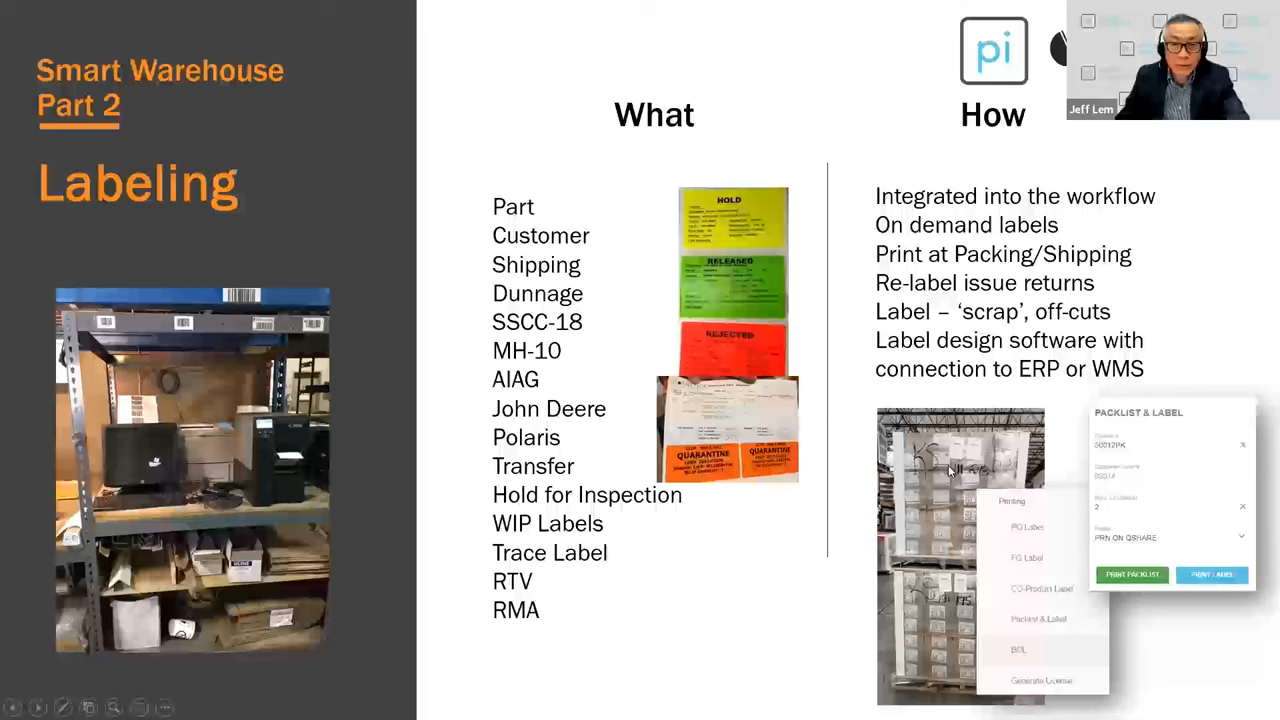 Smart Warehouse
Part 2
Labeling
What
Part
Customer
Shipping
Dunnage
SSCC-18
MH-10
AIAG
John Deere
Polaris
Transfer
Hold for Inspection
WIP Labels
Trace Label
RTV
RMA
HOLD
RELEASED
REJECTED
QUARANTINE
QUARANTINE
pi
Jeff Lem
How
Integrated into the workflow
On demand labels
Print at Packing/Shipping
Re-label issue returns
Label – ‘scrap’, off-cuts
Label design software with
connection to ERP or WMS
Printing
PO Label
FG Label
CO-Product Label
Packlist & Label
BOL
Generate License
PACKLIST & LABEL
50012PK
2
PRN ON QSHARE
PRINT PACKLIST
PRINT LABEL